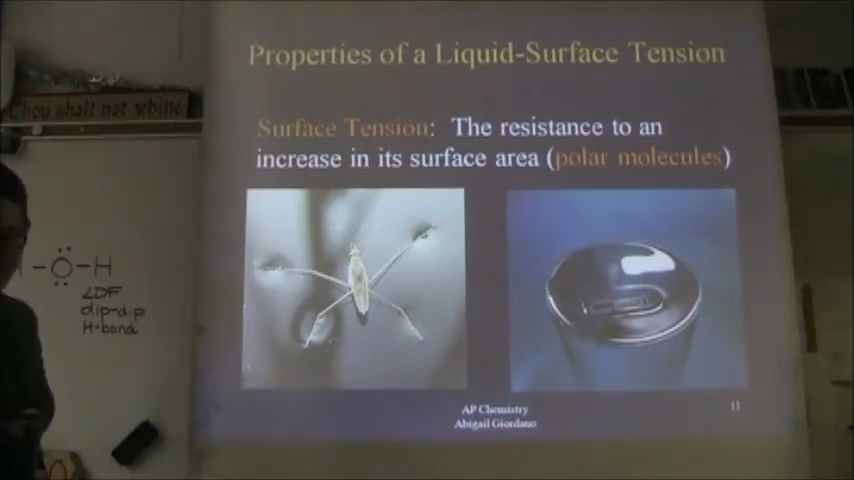 Properties of a Liquid-Surface Tension
Chou shalt not whine
Surface Tension: The resistance to an
increase in its surface area (polar molecules)
-O-H
LDF
dip-dip
H-bond
AP Chemistry
Abigail Giordano
11